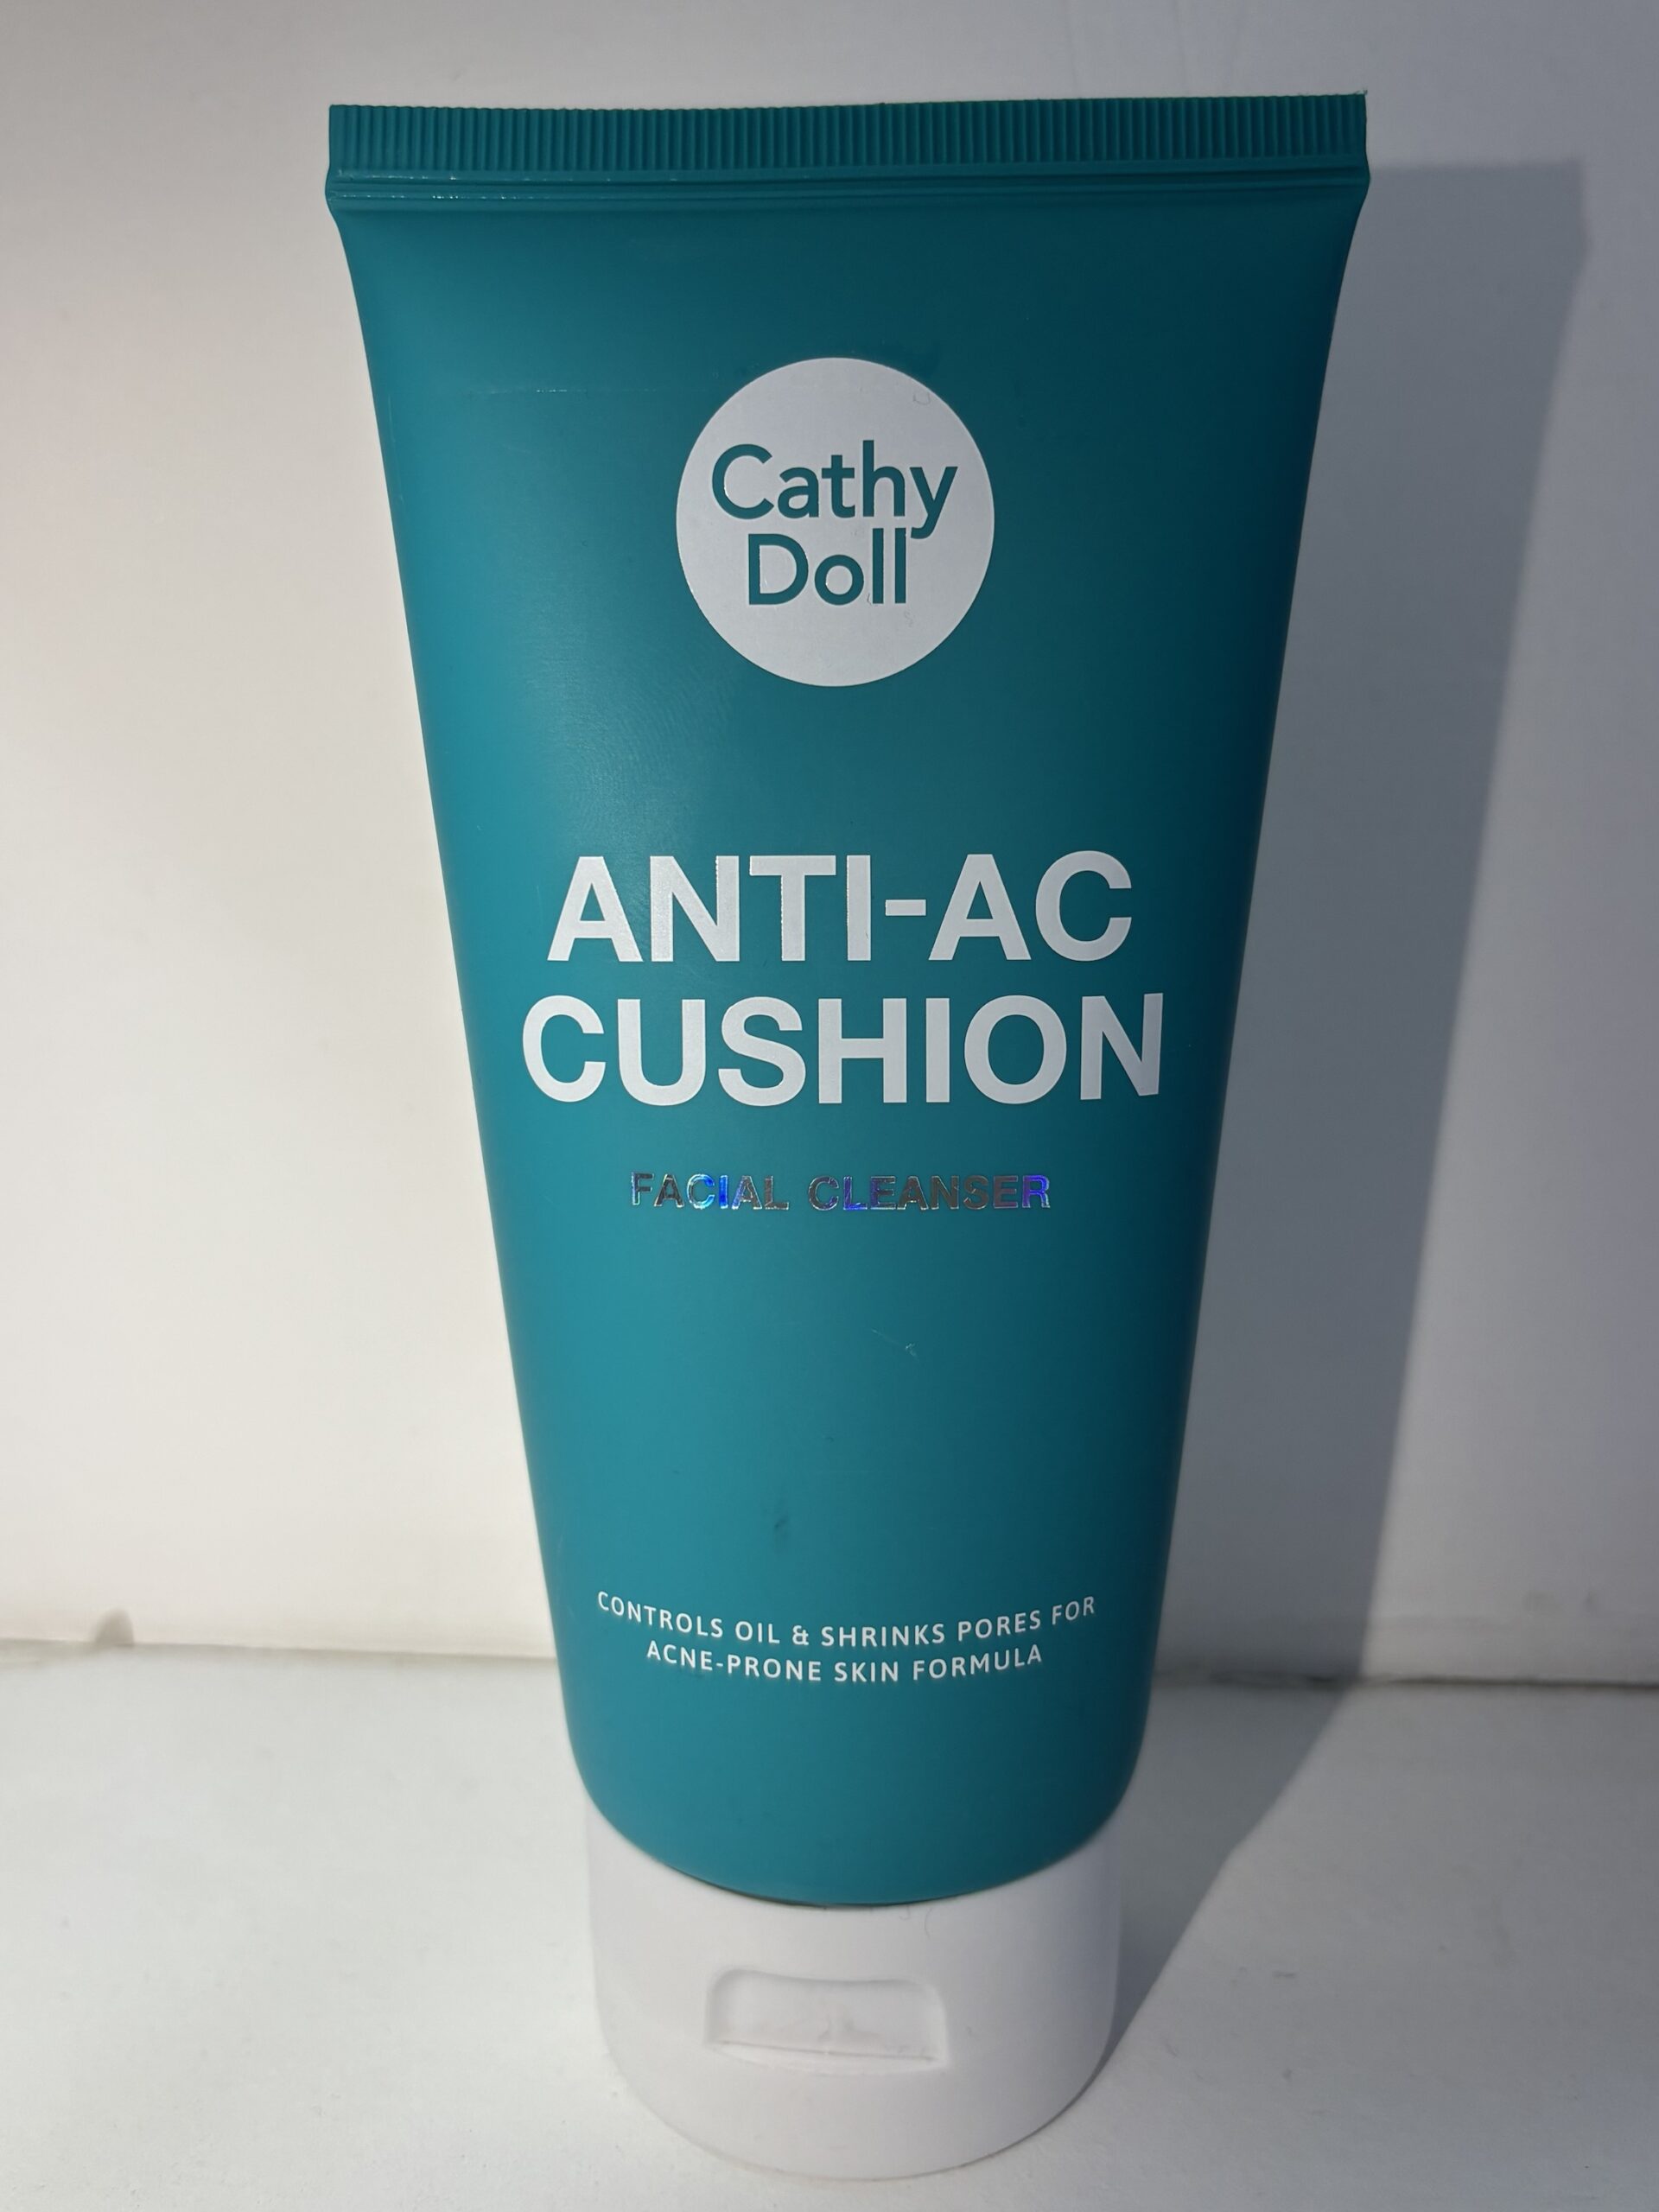 Cathy
Doll
ANTI-AC
CUSHION
FACIAL CLEANSER
CONTROLS OIL & SHRINKS PORES FOR
ACNE-PRONE SKIN FORMULA